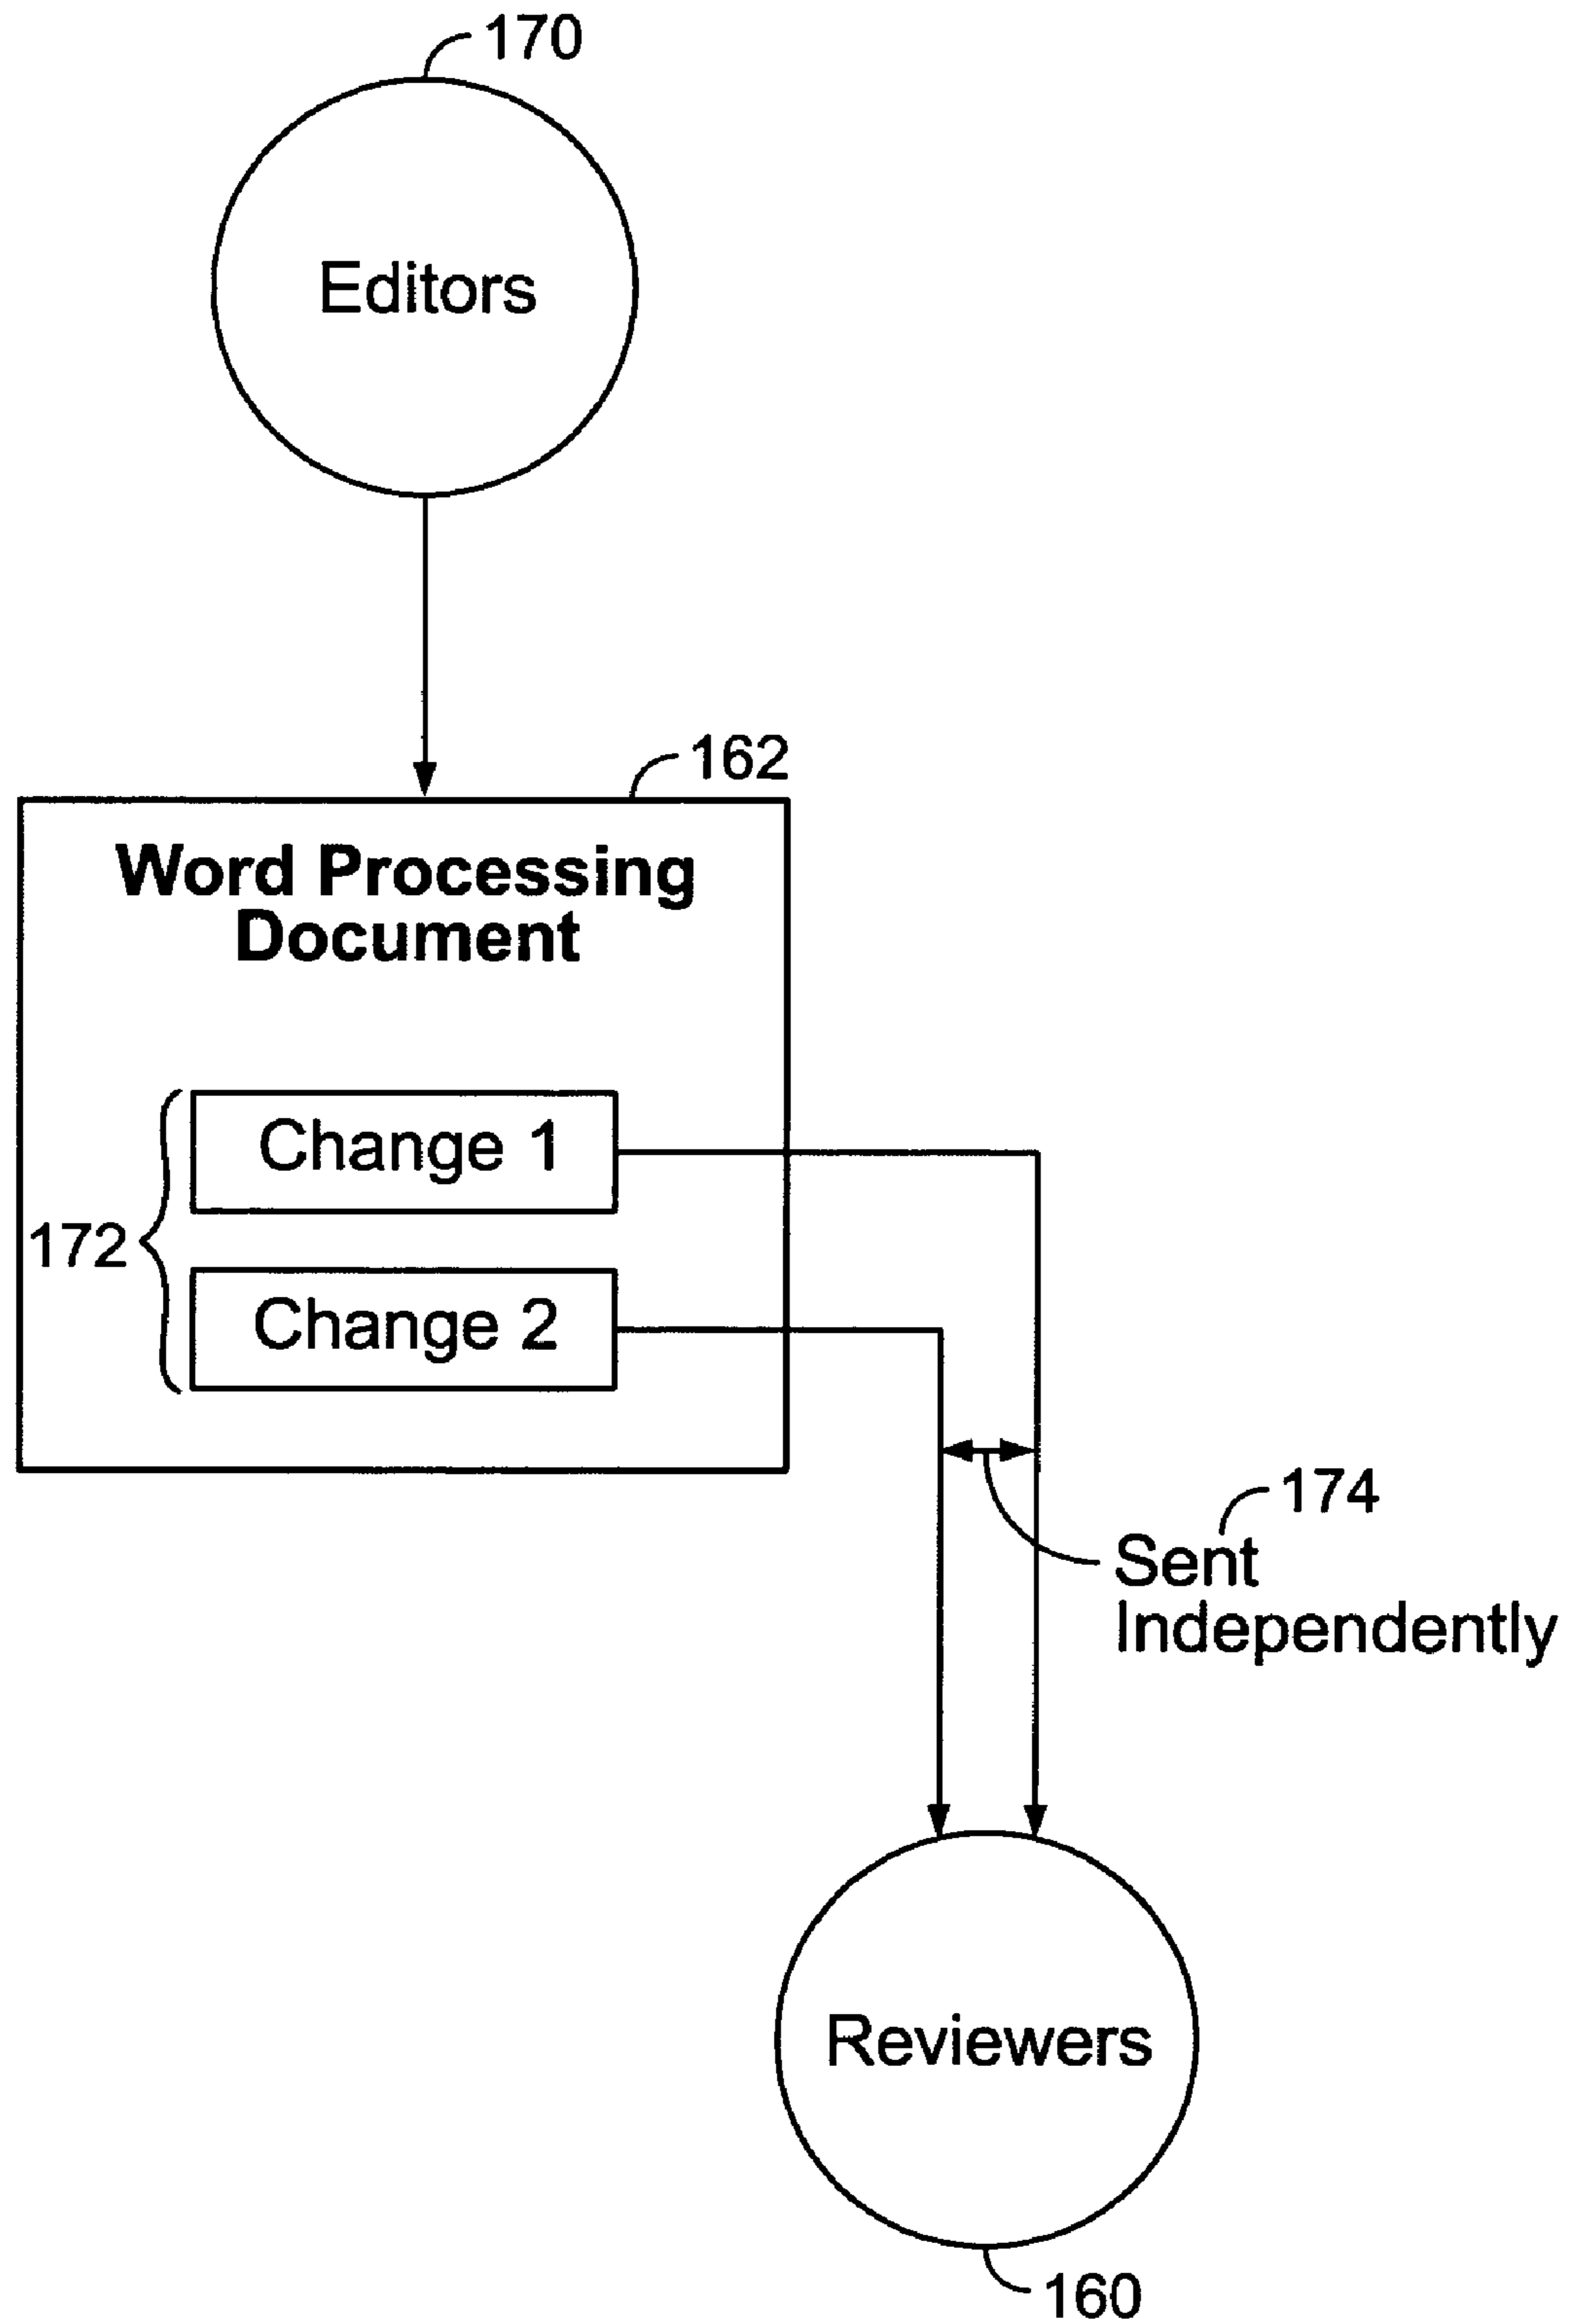 170
Editors
162
Word Processing
Document
Change 1
172
Change 2
174
Sent
Independently
Reviewers
160